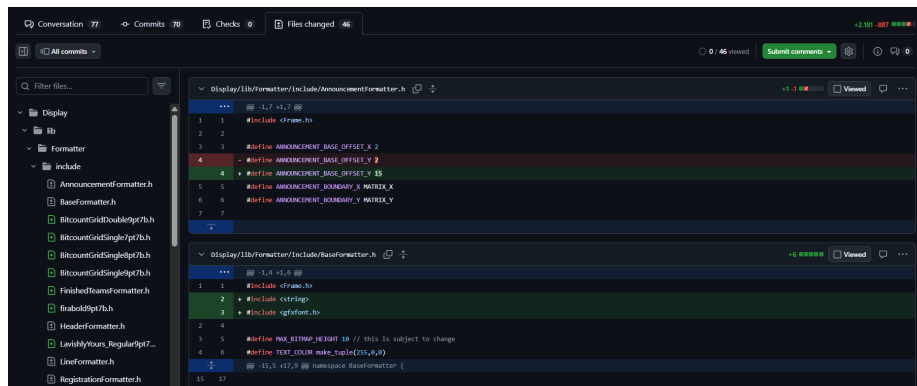 Conversation 77 Commits 70 Checks 0 Files changed 46 +2,181 -887
All commits 0 / 46 viewed Submit comments 0
Filter files...
Display
lib
Formatter
include
AnnouncementFormatter.h
BaseFormatter.h
BitcountGridDouble9pt7b.h
BitcountGridSingle7pt7b.h
BitcountGridSingle8pt7b.h
BitcountGridSingle9pt7b.h
FinishedTeamsFormatter.h
firabold9pt7b.h
HeaderFormatter.h
LavishlyYours_Regular9pt7...
LineFormatter.h
RegistrationFormatter.h
Display/lib/Formatter/include/AnnouncementFormatter.h +1 -1 Viewed ...
... @@ -1,7 +1,7 @@
1 1 #include <Frame.h>
2 2
3 3 #define ANNOUNCEMENT_BASE_OFFSET_X 2
4 - #define ANNOUNCEMENT_BASE_OFFSET_Y 2
4 + #define ANNOUNCEMENT_BASE_OFFSET_Y 15
5 5 #define ANNOUNCEMENT_BOUNDARY_X MATRIX_X
6 6 #define ANNOUNCEMENT_BOUNDARY_Y MATRIX_Y
7 7
Display/lib/Formatter/include/BaseFormatter.h +6 Viewed ...
... @@ -1,4 +1,6 @@
1 1 #include <Frame.h>
2 + #include <string>
3 + #include <gfxfont.h>
2 4
3 5 #define MAX_BITMAP_HEIGHT 10 // this is subject to change
4 6 #define TEXT_COLOR make_tuple(255,0,0)
@@ -15,5 +17,9 @@ namespace BaseFormatter {
15 17